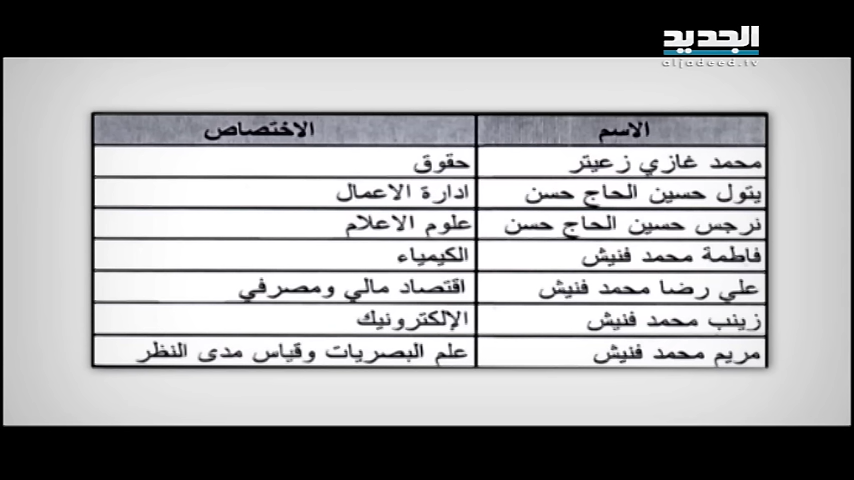 الجديد
aljadeed.tv
الاسم الاختصاص
محمد غازي زعيتر حقوق
يتول حسين الحاج حسن ادارة الاعمال
نرجس حسين الحاج حسن علوم الاعلام
فاطمة محمد فنيش الكيمياء
علي رضا محمد فنيش اقتصاد مالي ومصرفي
زينب محمد فنيش الإلكترونيك
مريم محمد فنيش علم البصريات وقياس مدى النظر